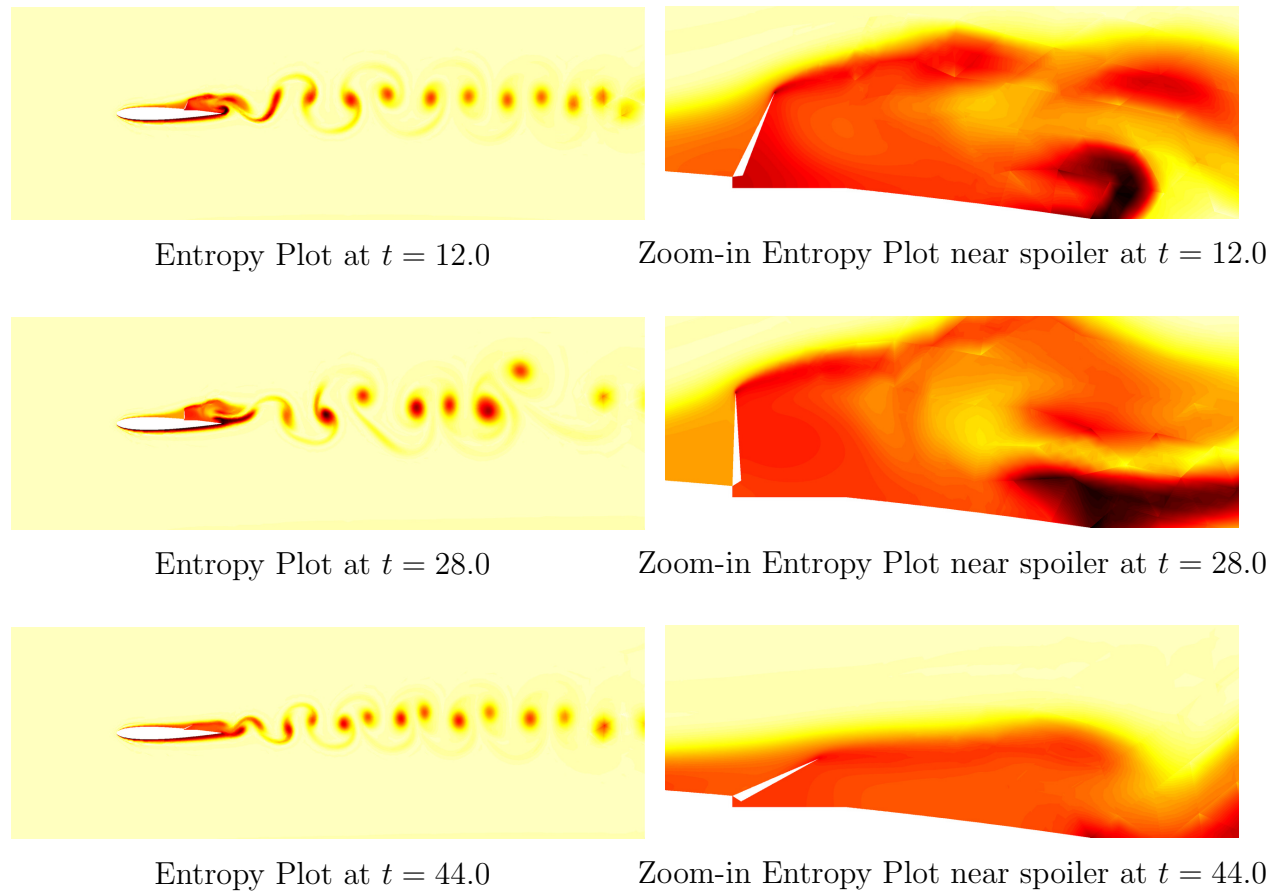 Entropy Plot at t = 12.0
Zoom-in Entropy Plot near spoiler at t = 12.0
Entropy Plot at t = 28.0
Zoom-in Entropy Plot near spoiler at t = 28.0
Entropy Plot at t = 44.0
Zoom-in Entropy Plot near spoiler at t = 44.0